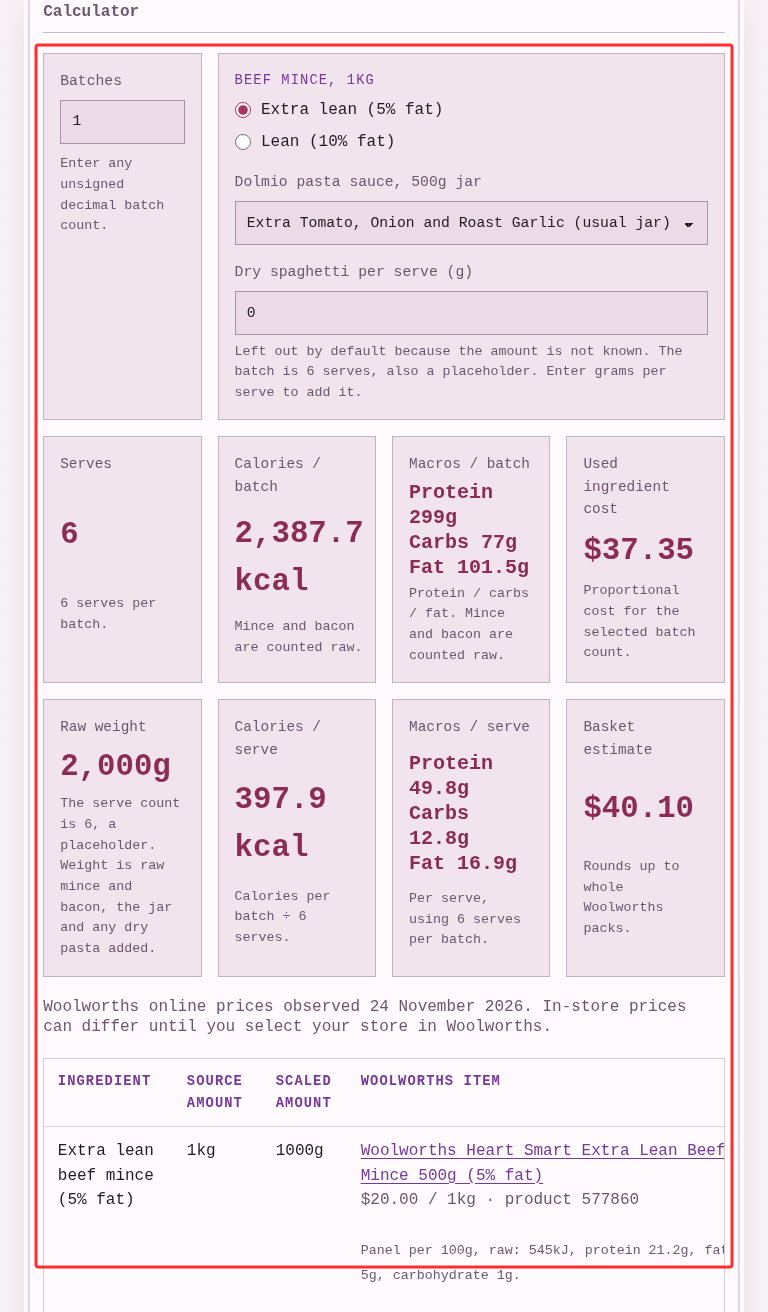 Calculator
Batches
1
Enter any
unsigned
decimal batch
count.
BEEF MINCE, 1KG
Extra lean (5% fat)
Lean (10% fat)
Dolmio pasta sauce, 500g jar
Extra Tomato, Onion and Roast Garlic (usual jar)
Dry spaghetti per serve (g)
0
Left out by default because the amount is not known. The
batch is 6 serves, also a placeholder. Enter grams per
serve to add it.
Serves
6
6 serves per
batch.
Calories /
batch
2,387.7
kcal
Mince and bacon
are counted raw.
Macros / batch
Protein
299g
Carbs 77g
Fat 101.5g
Protein / carbs
/ fat. Mince
and bacon are
counted raw.
Used
ingredient
cost
$37.35
Proportional
cost for the
selected batch
count.
Raw weight
2,000g
The serve count
is 6, a
placeholder.
Weight is raw
mince and
bacon, the jar
and any dry
pasta added.
Calories /
serve
397.9
kcal
Calories per
batch ÷ 6
serves.
Macros / serve
Protein
49.8g
Carbs
12.8g
Fat 16.9g
Per serve,
using 6 serves
per batch.
Basket
estimate
$40.10
Rounds up to
whole
Woolworths
packs.
Woolworths online prices observed 24 November 2026. In-store prices
can differ until you select your store in Woolworths.
INGREDIENT
SOURCE
AMOUNT
SCALED
AMOUNT
WOOLWORTHS ITEM
Extra lean
beef mince
(5% fat)
1kg
1000g
Woolworths Heart Smart Extra Lean Beef
Mince 500g (5% fat)
$20.00 / 1kg · product 577860
Panel per 100g, raw: 545kJ, protein 21.2g, fat
5g, carbohydrate 1g.